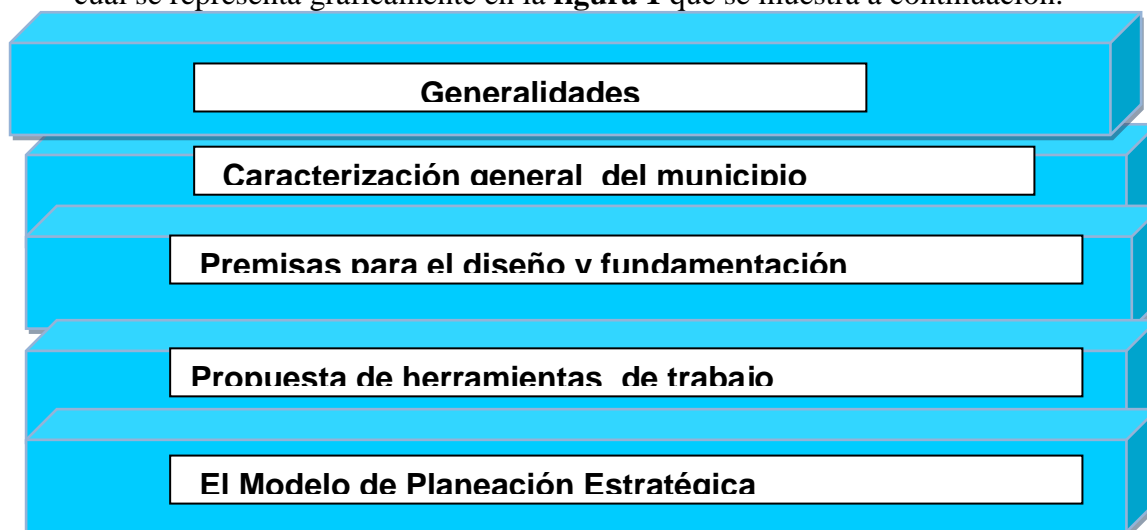 cual se representa gráficamente en la figura 1 que se muestra a continuación:
Generalidades
Caracterización general del municipio
Premisas para el diseño y fundamentación
Propuesta de herramientas de trabajo
El Modelo de Planeación Estratégica